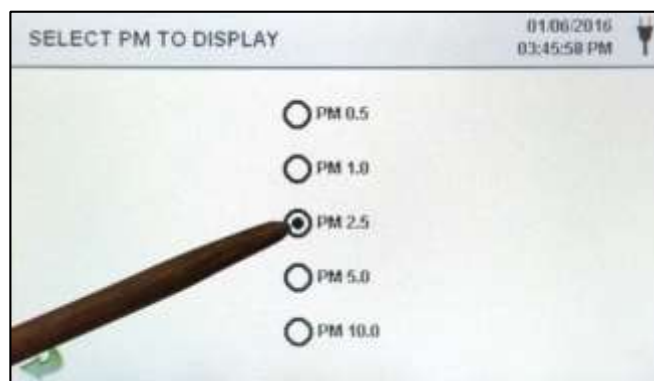 SELECT PM TO DISPLAY
01/06/2016
03:45:58 PM
PM 0.5
PM 1.0
PM 2.5
PM 5.0
PM 10.0